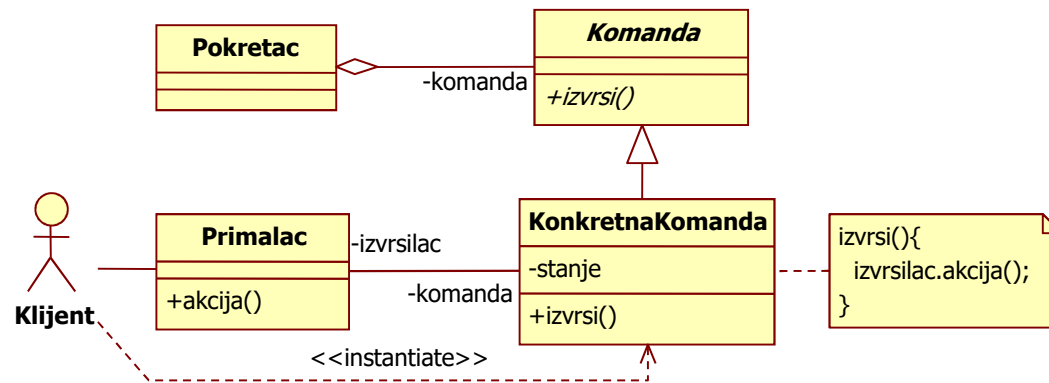 Pokretac
Komanda
-komanda
+izvrsi()
Klijent
Primalac
+akcija()
-izvrsilac
-komanda
KonkretnaKomanda
-stanje
+izvrsi()
izvrsi(){
izvrsilac.akcija();
}
<<instantiate>>